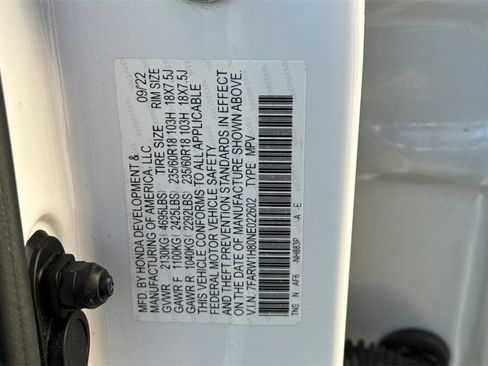 MFD BY HONDA DEVELOPMENT & 09/22
MANUFACTURING OF AMERICA, LLC
TIRE SIZE RIM SIZE
GVWR 2130KG(4695LBS)
GAWR F 1100KG(2425LBS) 235/60R18 103H 18X7.5J
GAWR R 1040KG(2292LBS) 235/60R18 103H 18X7.5J
THIS VEHICLE CONFORMS TO ALL APPLICABLE
FEDERAL MOTOR VEHICLE SAFETY
AND THEFT PREVENTION STANDARDS IN EFFECT
ON THE DATE OF MANUFACTURE SHOWN ABOVE.
V.I.N. 7FARW1H80NE022602 TYPE MPV
TNS N AF6 -NH883P -A -E